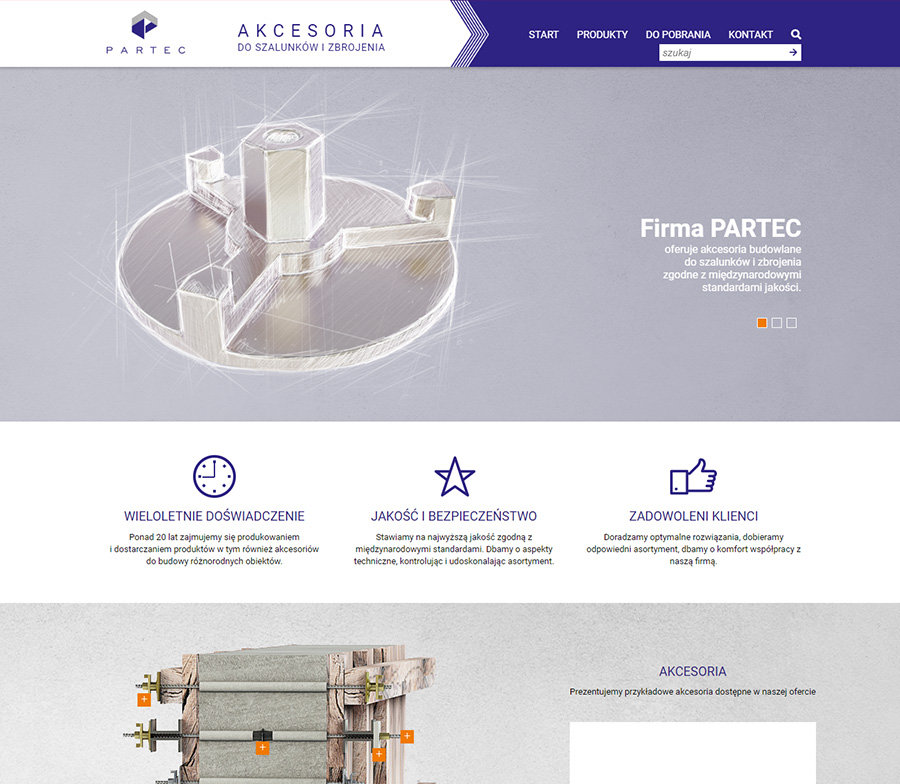 PARTEC
AKCESORIA
DO SZALUNKÓW I ZBROJENIA
START PRODUKTY DO POBRANIA KONTAKT
szukaj
Firma PARTEC
oferuje akcesoria budowlane
do szalunków i zbrojenia
zgodne z międzynarodowymi
standardami jakości.
WIELOLETNIE DOŚWIADCZENIE
Ponad 20 lat zajmujemy się produkowaniem
i dostarczaniem produktów w tym również akcesoriów
do budowy różnorodnych obiektów.
JAKOŚĆ I BEZPIECZEŃSTWO
Stawiamy na najwyższą jakość zgodną z
międzynarodowymi standardami. Dbamy o aspekty
techniczne, kontrolując i udoskonalając asortyment.
ZADOWOLENI KLIENCI
Doradzamy optymalne rozwiązania, dobieramy
odpowiedni asortyment, dbamy o komfort współpracy z
naszą firmą.
AKCESORIA
Prezentujemy przykładowe akcesoria dostępne w naszej ofercie